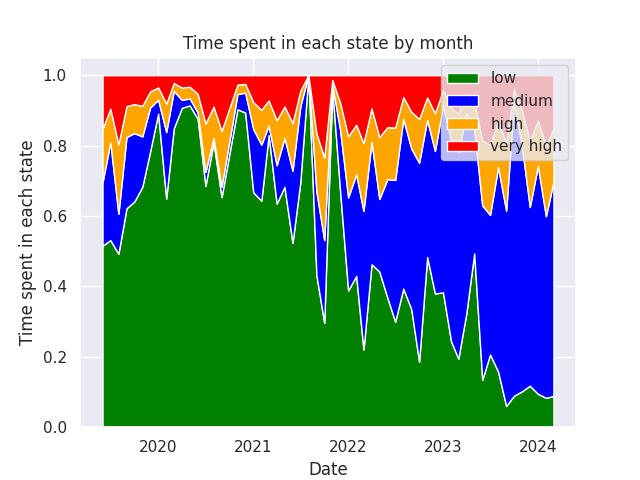 Time spent in each state by month
low
medium
high
very high
1.0
0.8
0.6
0.4
0.2
0.0
Time spent in each state
2020 2021 2022 2023 2024
Date